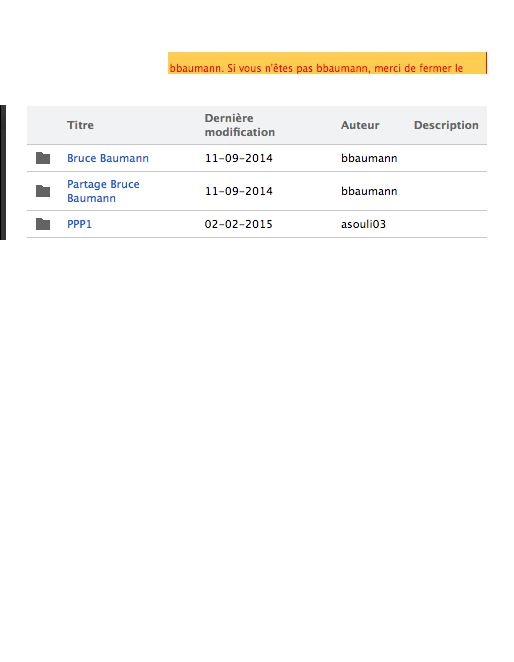 bbaumann. Si vous n'êtes pas bbaumann, merci de fermer le
Titre Dernière modification Auteur Description
Bruce Baumann 11-09-2014 bbaumann
Partage Bruce Baumann 11-09-2014 bbaumann
PPP1 02-02-2015 asouli03